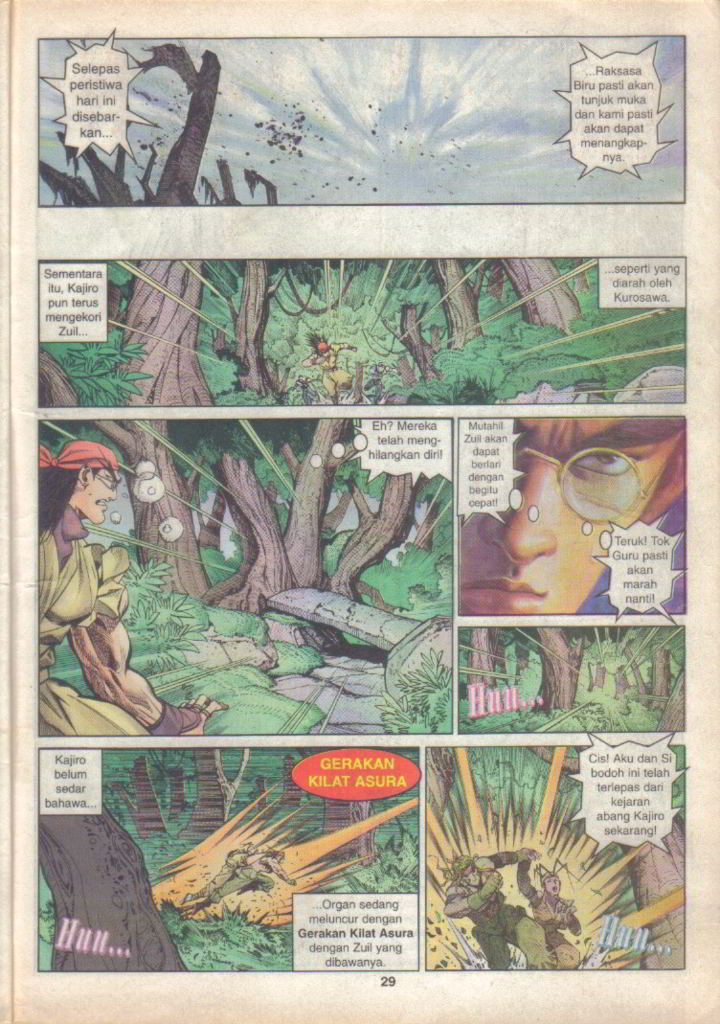 Selepas
peristiwa
hari ini
disebar-
kan...
...Raksasa
Biru pasti akan
tunjuk muka
dan kami pasti
akan dapat
menangkap-
nya.
Sementara
itu, Kajiro
pun terus
mengekori
Zuil...
...seperti yang
diarah oleh
Kurosawa.
Eh? Mereka
telah meng-
hilangkan diri!
Mutahil
Zuil akan
dapat
berlari
dengan
begitu
cepat!
Teruk! Tok
Guru pasti
akan
marah
nanti!
Huu...
Kajiro
belum
sedar
bahawa...
GERAKAN
KILAT ASURA
Huu...
...Organ sedang
meluncur dengan
Gerakan Kilat Asura
dengan Zuil yang
dibawanya.
Cis! Aku dan Si
bodoh ini telah
terlepas dari
kejaran
abang Kajiro
sekarang!
Huu...
29